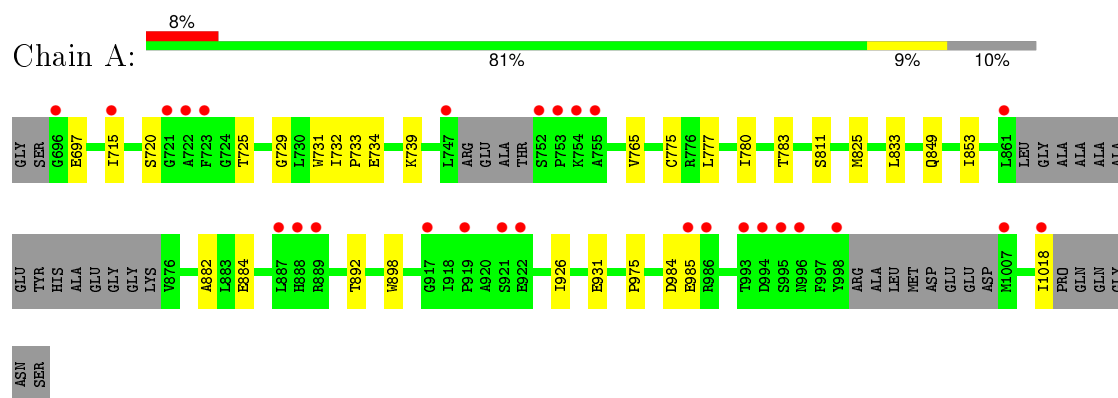 8%
Chain A:
81% 9% 10%
GLY SER G696 E697 I715 S720 G721 A722 F723 G724 T725 G729 L730 W731 I732 P733 E734 K739 L747 ARG GLU ALA THR S752 P753 K754 A755 V765 C775 R776 L777 I780 T783 S811 M825 L833 Q849 I853 L861 LEU GLY ALA ALA ALA ALA
GLU TYR HIS ALA GLU GLY GLY LYS V876 A882 L883 E884 L887 H888 R889 T892 W898 G917 I918 P919 A920 S921 E922 I926 E931 P975 D984 E985 R986 T993 D994 S995 N996 F997 Y998 ARG ALA LEU MET ASP GLU GLU ASP M1007 I1018 PRO GLN GLN GLY
ASN SER